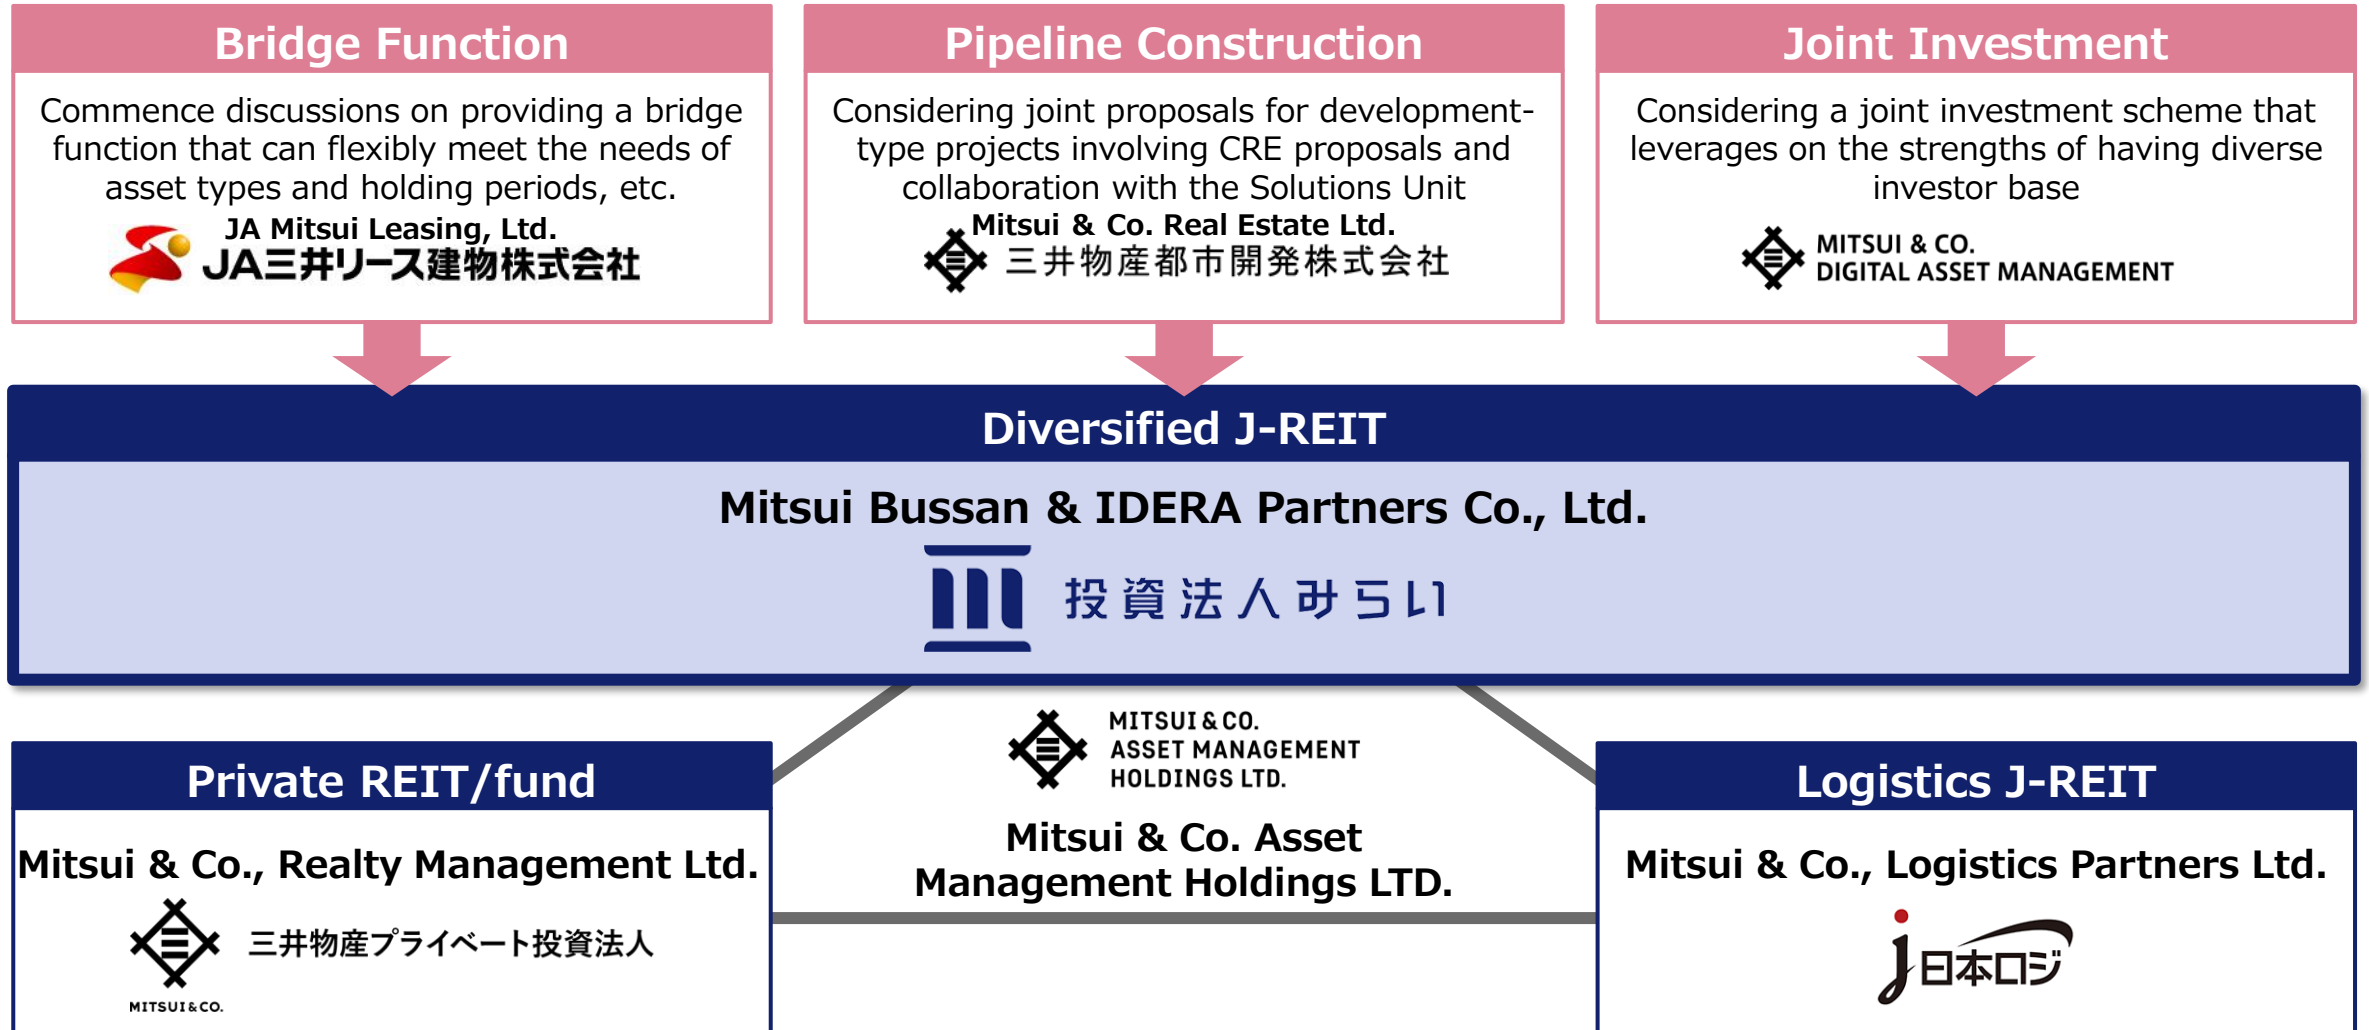 Bridge Function
Commence discussions on providing a bridge
function that can flexibly meet the needs of
asset types and holding periods, etc.
JA Mitsui Leasing, Ltd.
JA三井リース建物株式会社
Pipeline Construction
Considering joint proposals for development-
type projects involving CRE proposals and
collaboration with the Solutions Unit
Mitsui & Co. Real Estate Ltd.
三井物産都市開発株式会社
Joint Investment
Considering a joint investment scheme that
leverages on the strengths of having diverse
investor base
MITSUI & CO.
DIGITAL ASSET MANAGEMENT
Diversified J-REIT
Mitsui Bussan & IDERA Partners Co., Ltd.
投資法人みらい
MITSUI & CO.
ASSET MANAGEMENT
HOLDINGS LTD.
Mitsui & Co. Asset
Management Holdings LTD.
Private REIT/fund
Mitsui & Co., Realty Management Ltd.
三井物産プライベート投資法人
MITSUI & CO.
Logistics J-REIT
Mitsui & Co., Logistics Partners Ltd.
j日本ロジ